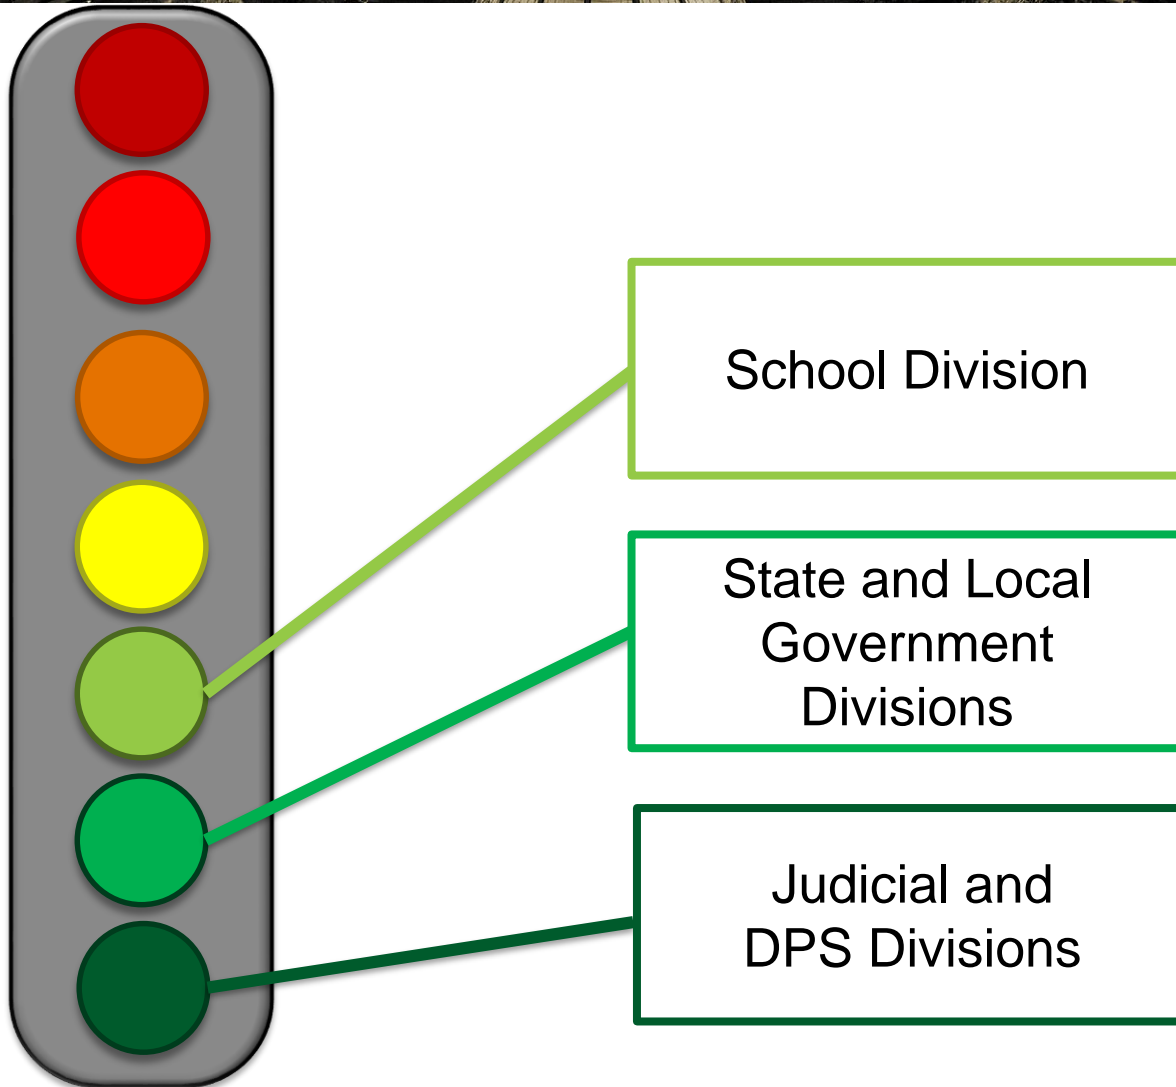 School Division
State and Local
Government
Divisions
Judicial and
DPS Divisions